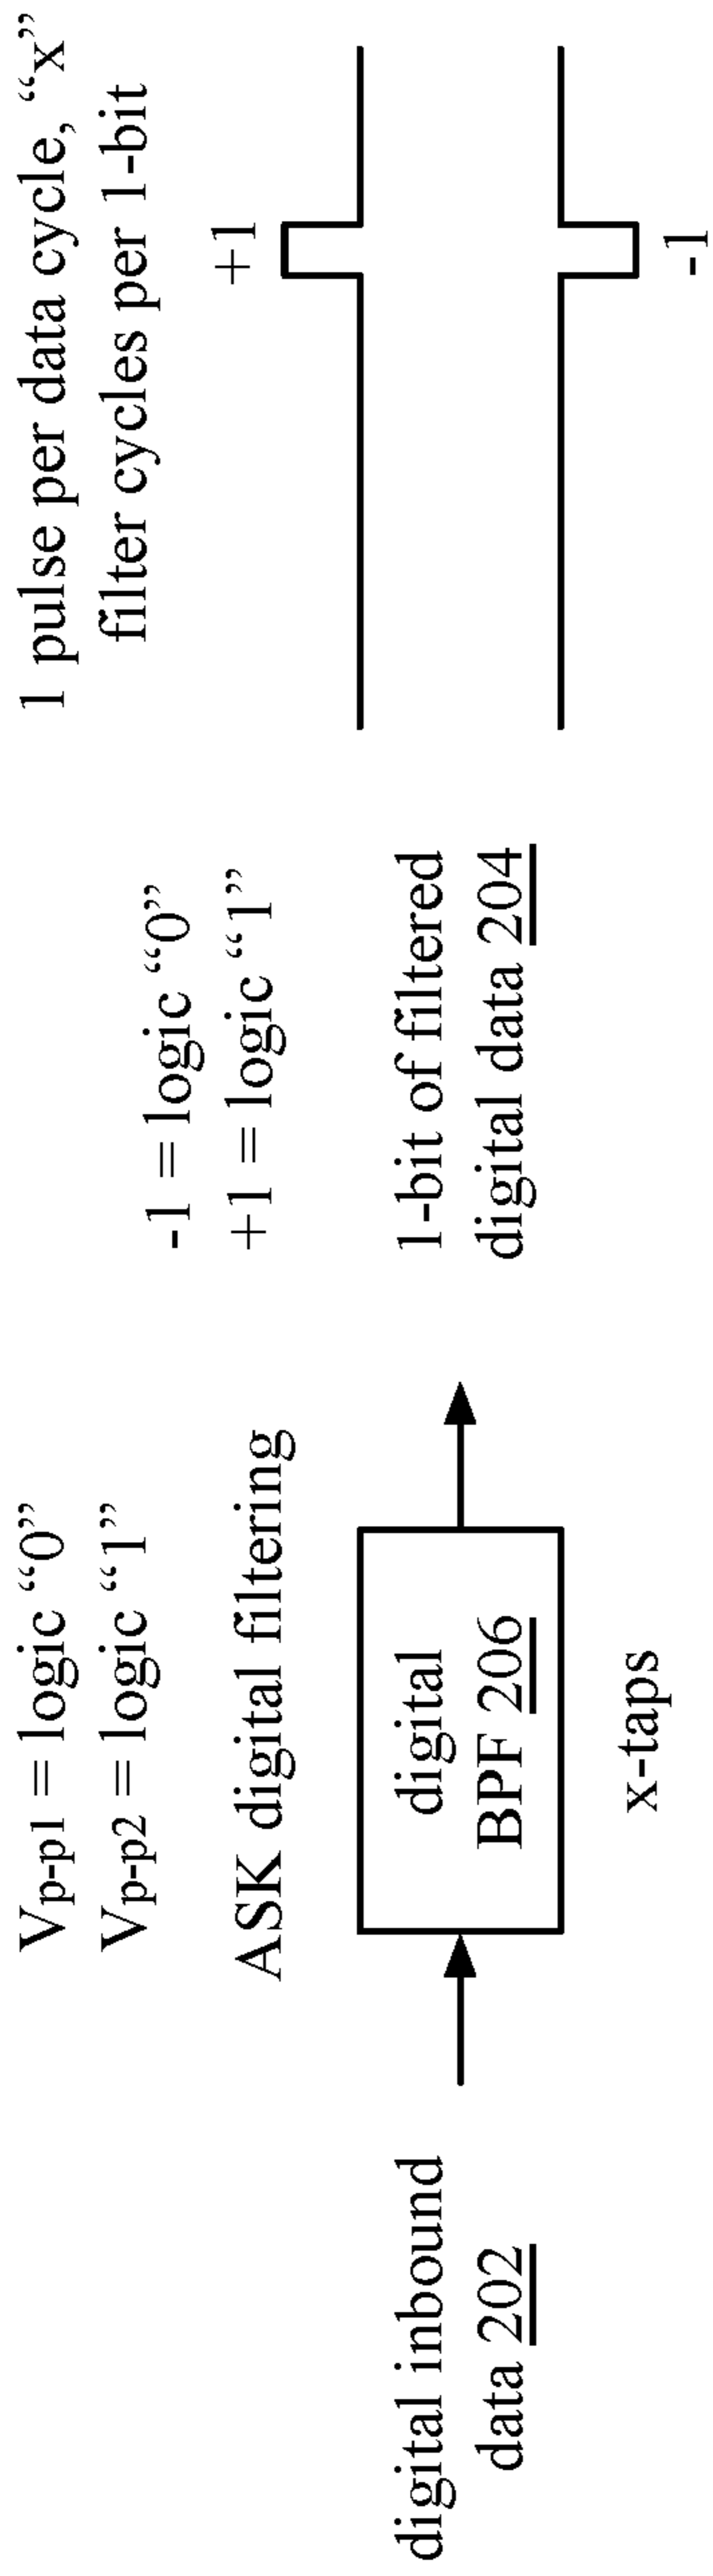 digital inbound
data 202
Vp-p1 = logic “0”
Vp-p2 = logic “1”
ASK digital filtering
digital
BPF 206
x-taps
-1 = logic “0”
+1 = logic “1”
1-bit of filtered
digital data 204
1 pulse per data cycle, “x”
filter cycles per 1-bit
+1
-1